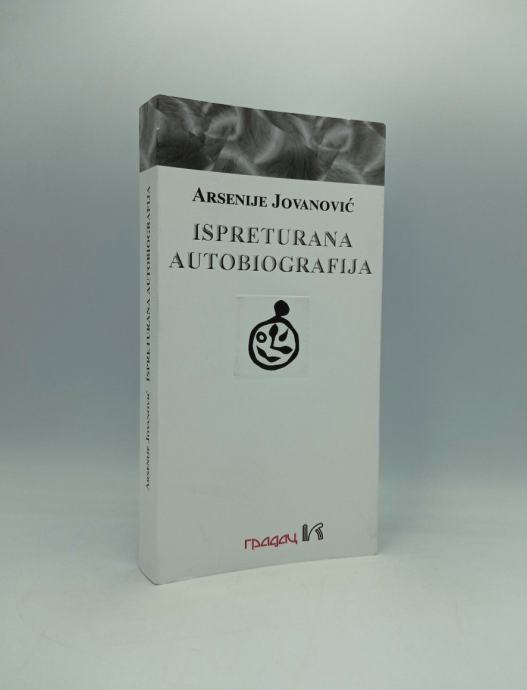 Arsenije Jovanović
ISPRETURANA
AUTOBIOGRAFIJA
градац K
Arsenije Jovanović ISPRETURANA AUTOBIOGRAFIJA